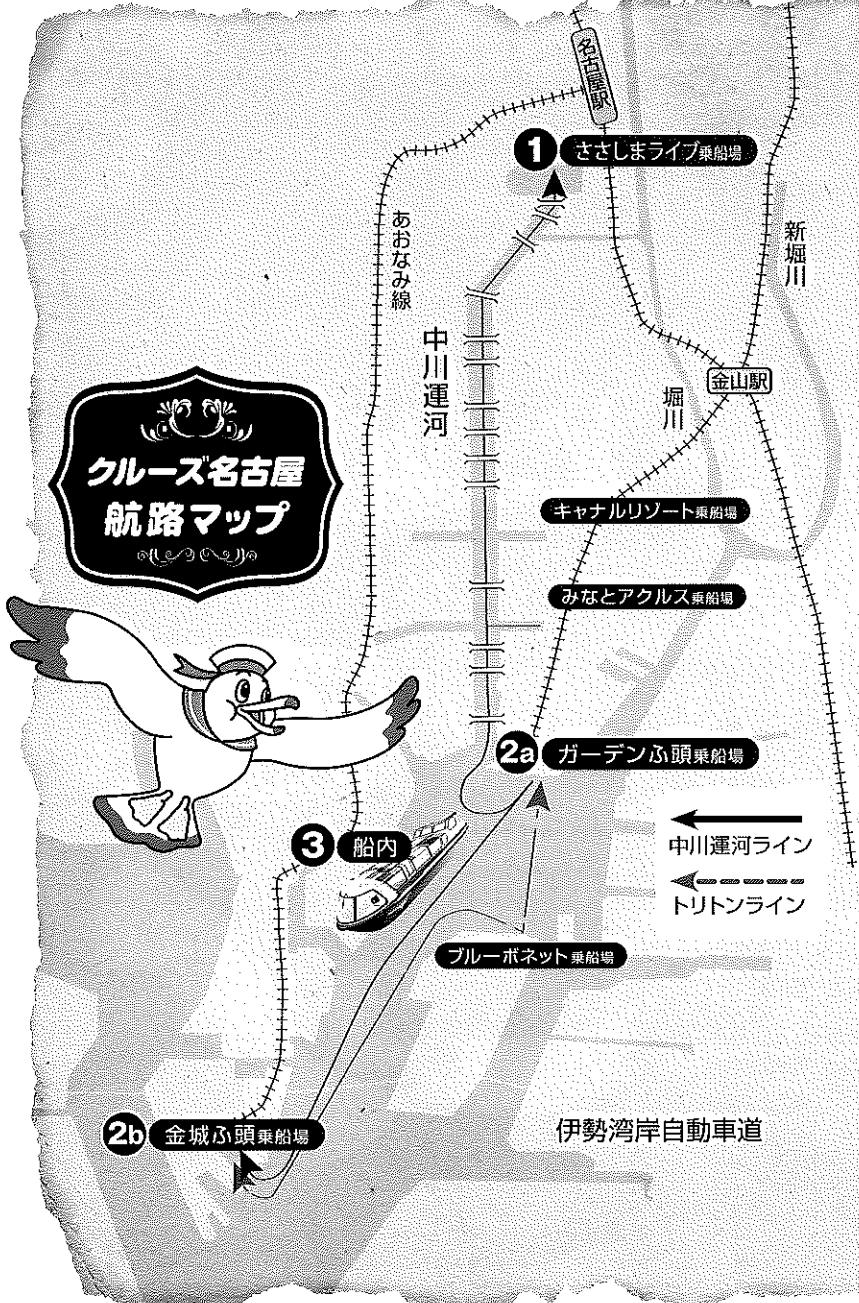 名古屋駅
1 ささしまライブ乗船場
あおなみ線
新堀川
中川運河
金山駅
堀川
クルーズ名古屋
航路マップ
キャナルリゾート乗船場
みなとアクルス乗船場
2a ガーデンふ頭乗船場
3 船内
中川運河ライン
トリトンライン
ブルーボネット乗船場
2b 金城ふ頭乗船場
伊勢湾岸自動車道